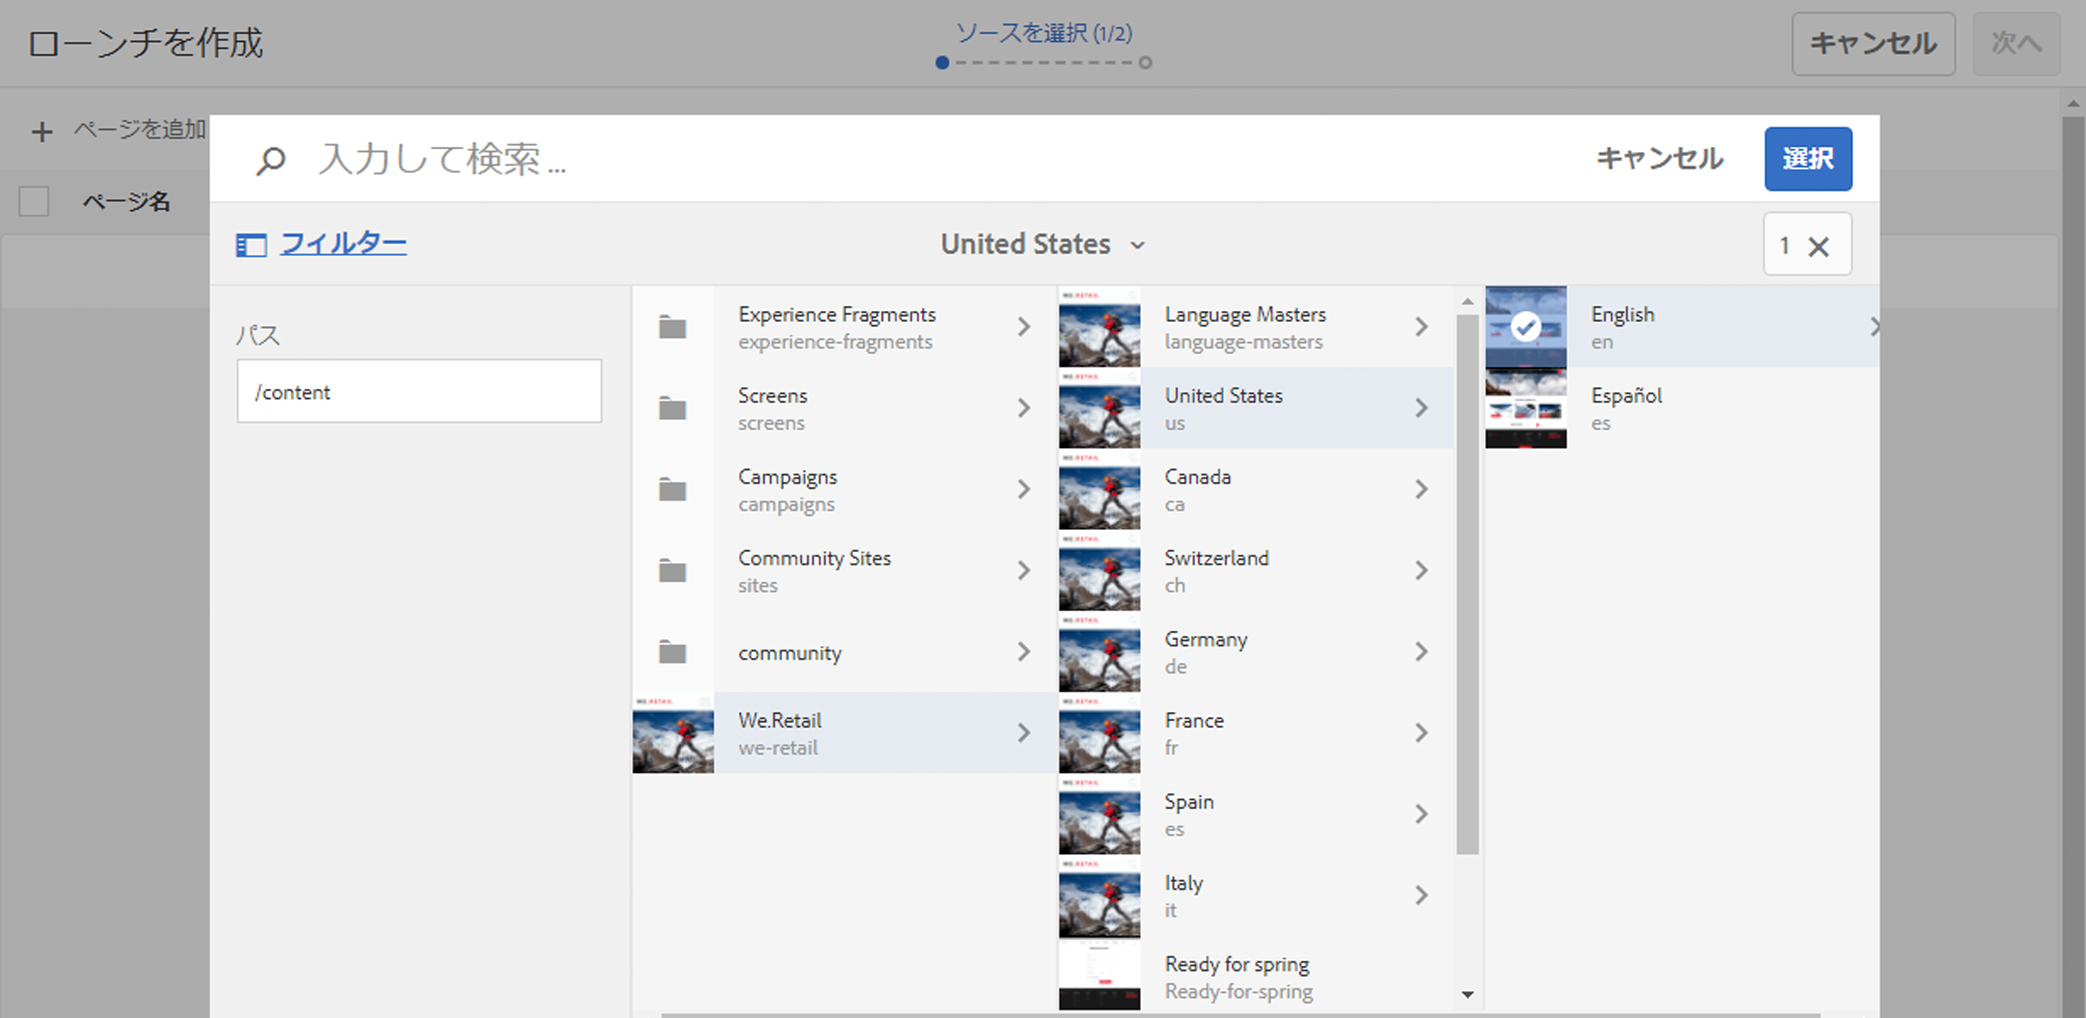 ローンチを作成
ソースを選択 (1/2)
キャンセル
次へ
ページを追加
ページ名
入力して検索 ...
キャンセル
選択
フィルター
United States
1
パス
/content
Experience Fragments
experience-fragments
Screens
screens
Campaigns
campaigns
Community Sites
sites
community
We.Retail
we-retail
Language Masters
language-masters
United States
us
Canada
ca
Switzerland
ch
Germany
de
France
fr
Spain
es
Italy
it
Ready for spring
Ready-for-spring
English
en
Español
es